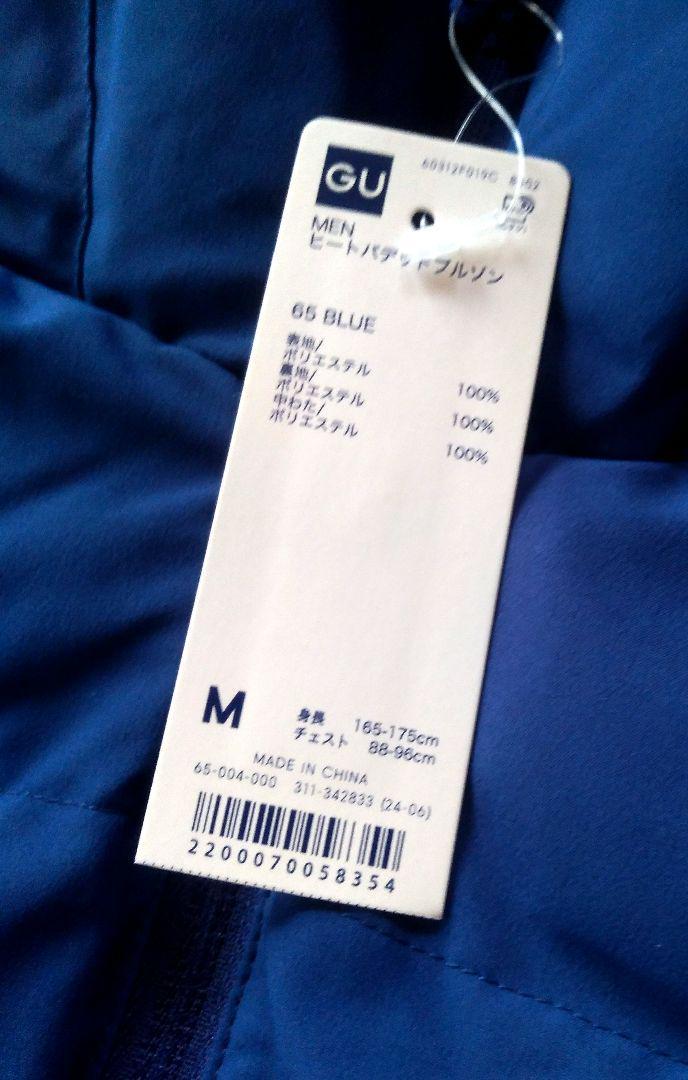 GU
60312F019C
MEN
ヒートパデッドブルゾン
65 BLUE
表地/
ポリエステル 100%
裏地/
ポリエステル 100%
中わた/
ポリエステル 100%
M
身長 165-175cm
チェスト 88-96cm
MADE IN CHINA
65-004-000 311-342833 (24-06)
2200070058354